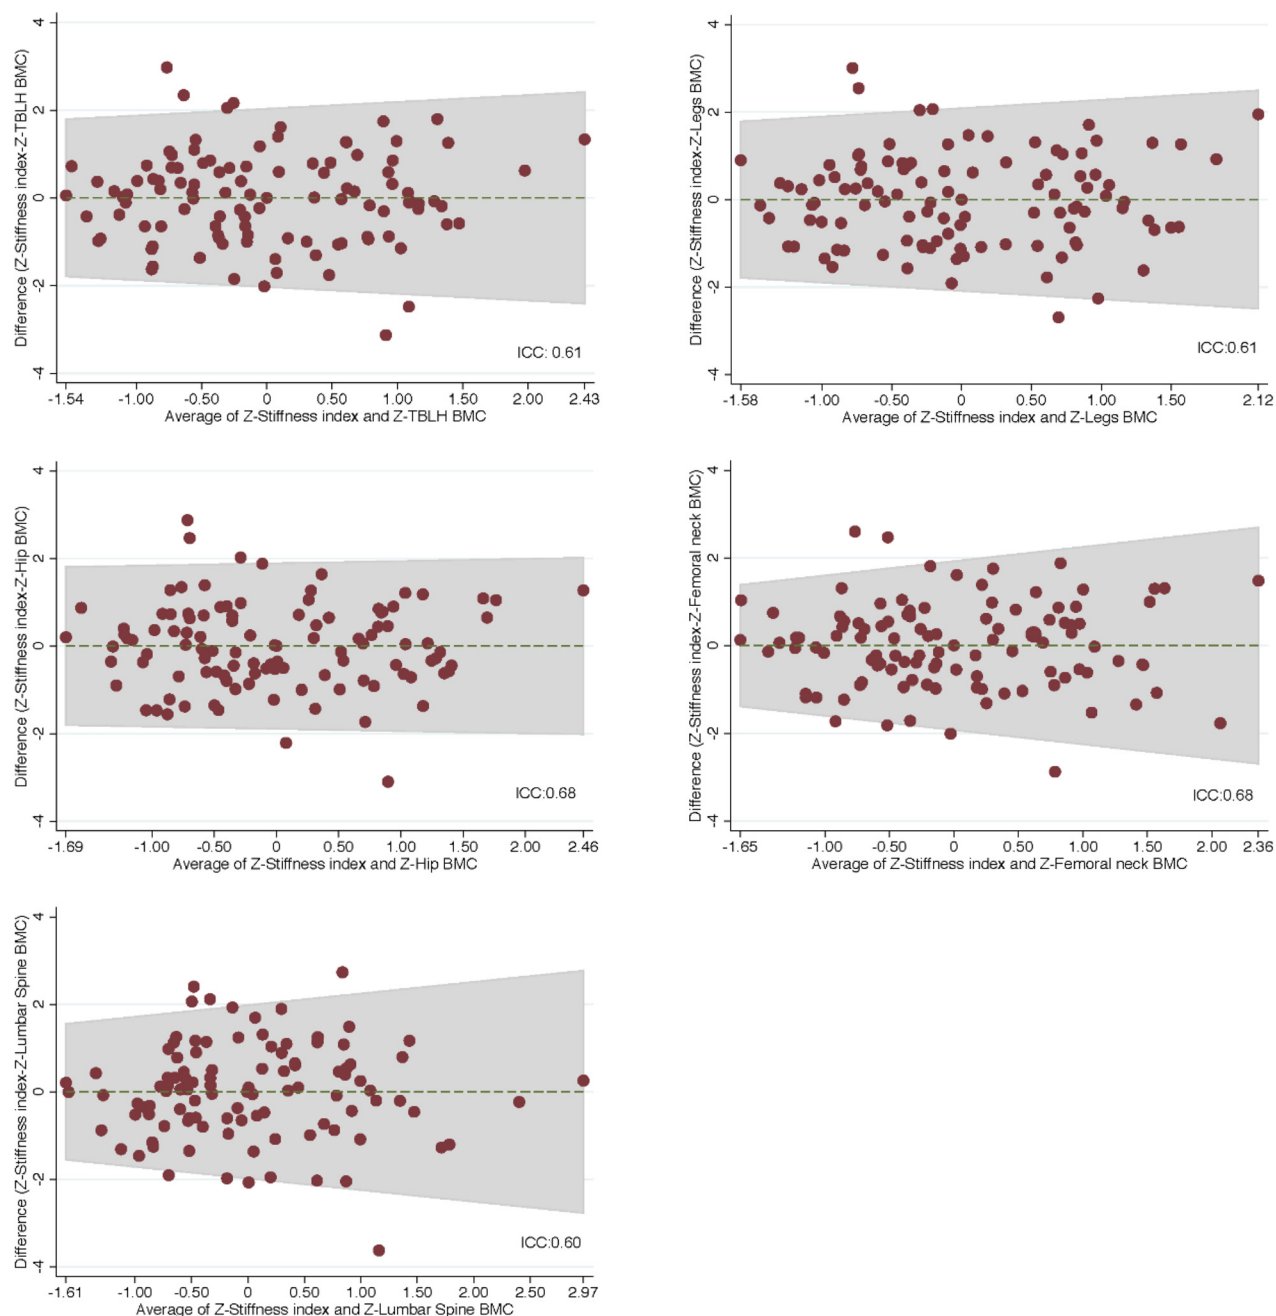 4
2
0
-2
-4
Difference (Z-Stiffness index-Z-TBLH BMC)
ICC: 0.61
-1.54 -1.00 -0.50 0 0.50 1.00 1.50 2.00 2.43
Average of Z-Stiffness index and Z-TBLH BMC
4
2
0
-2
-4
Difference (Z-Stiffness index-Z-Legs BMC)
ICC:0.61
-1.58 -1.00 -0.50 0 0.50 1.00 1.50 2.12
Average of Z-Stiffness index and Z-Legs BMC
4
2
0
-2
-4
Difference (Z-Stiffness index-Z-Hip BMC)
ICC:0.68
-1.69 -1.00 -0.50 0 0.50 1.00 1.50 2.00 2.46
Average of Z-Stiffness index and Z-Hip BMC
4
2
0
-2
-4
Difference (Z-Stiffness index-Z-Femoral neck BMC)
ICC:0.68
-1.65 -1.00 -0.50 0 0.50 1.00 1.50 2.00 2.36
Average of Z-Stiffness index and Z-Femoral neck BMC
4
2
0
-2
-4
Difference (Z-Stiffness index-Z-Lumbar Spine BMC)
ICC:0.60
-1.61 -1.00 -0.50 0 0.50 1.00 1.50 2.00 2.50 2.97
Average of Z-Stiffness index and Z-Lumbar Spine BMC